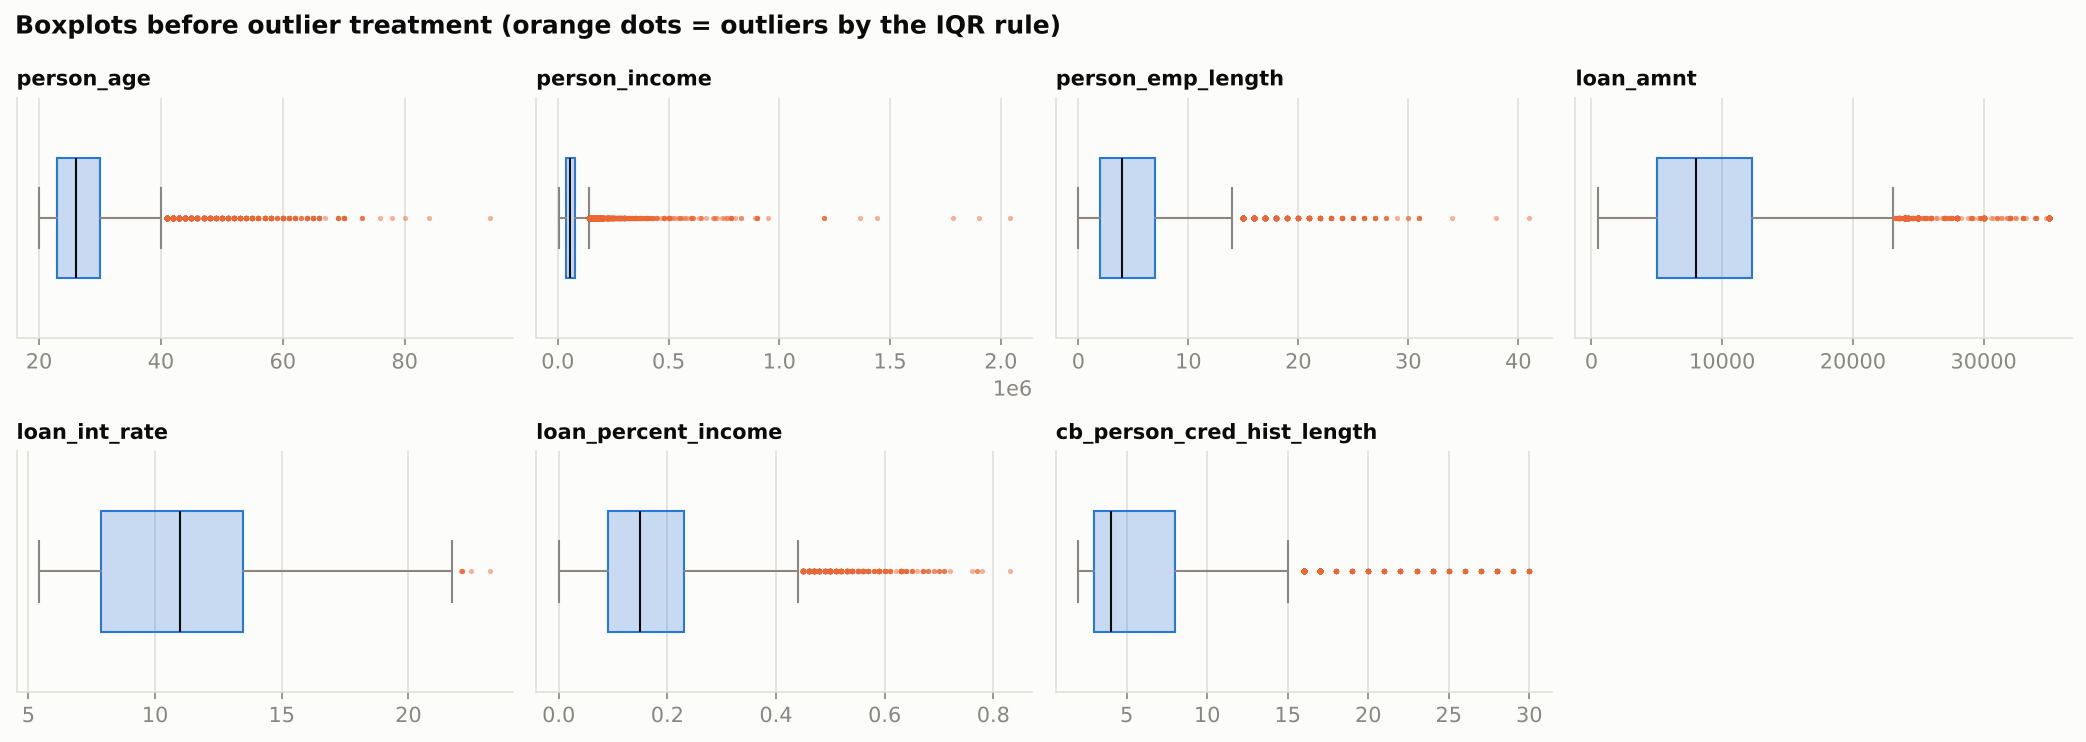 Boxplots before outlier treatment (orange dots = outliers by the IQR rule)
person_age
person_income
person_emp_length
loan_amnt
20 40 60 80
0.0 0.5 1.0 1.5 2.0
1e6
0 10 20 30 40
0 10000 20000 30000
loan_int_rate
loan_percent_income
cb_person_cred_hist_length
5 10 15 20
0.0 0.2 0.4 0.6 0.8
5 10 15 20 25 30